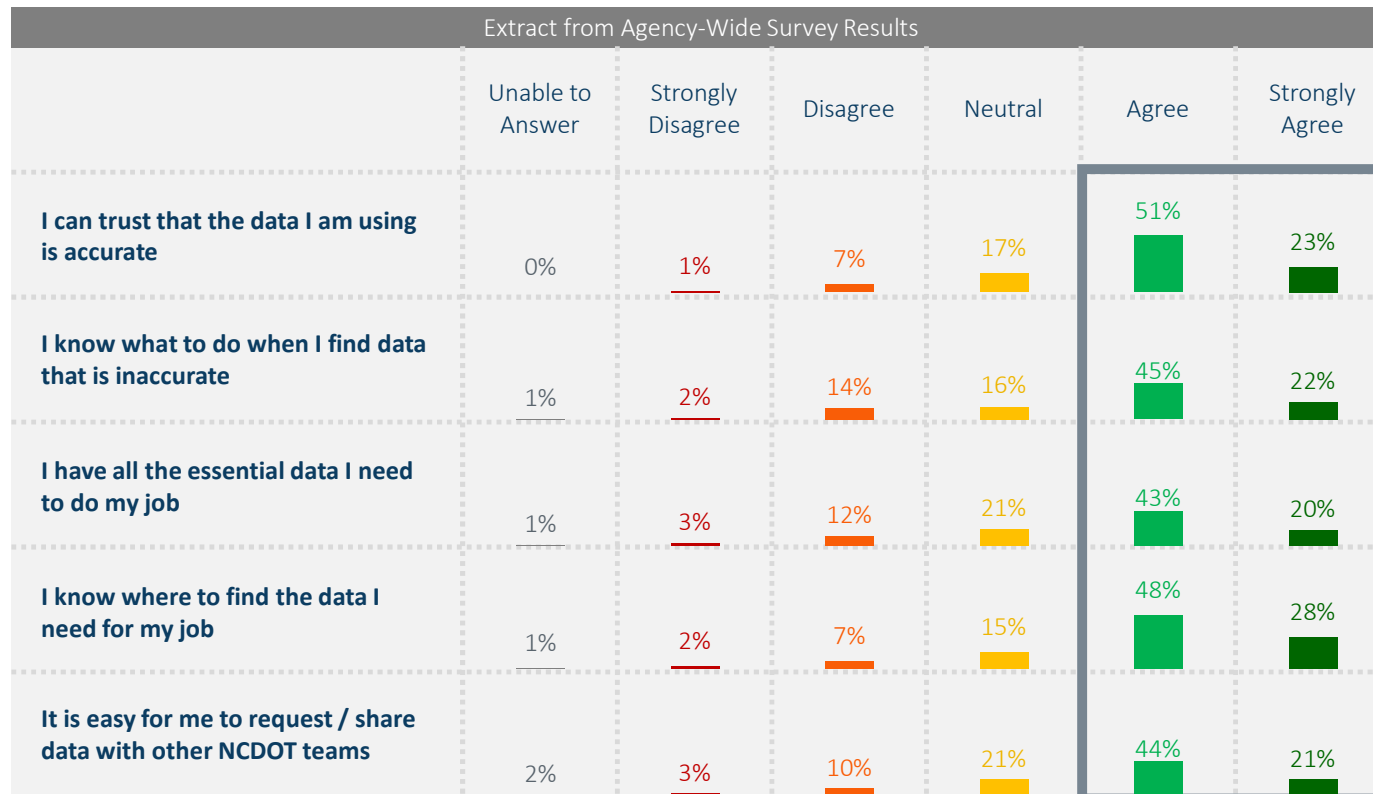 Extract from Agency-Wide Survey Results
Unable to
Answer
Strongly
Disagree
Disagree
Neutral
Agree
Strongly
Agree
I can trust that the data I am using
is accurate
0%
1%
7%
17%
51%
23%
I know what to do when I find data
that is inaccurate
1%
2%
14%
16%
45%
22%
I have all the essential data I need
to do my job
1%
3%
12%
21%
43%
20%
I know where to find the data I
need for my job
1%
2%
7%
15%
48%
28%
It is easy for me to request / share
data with other NCDOT teams
2%
3%
10%
21%
44%
21%